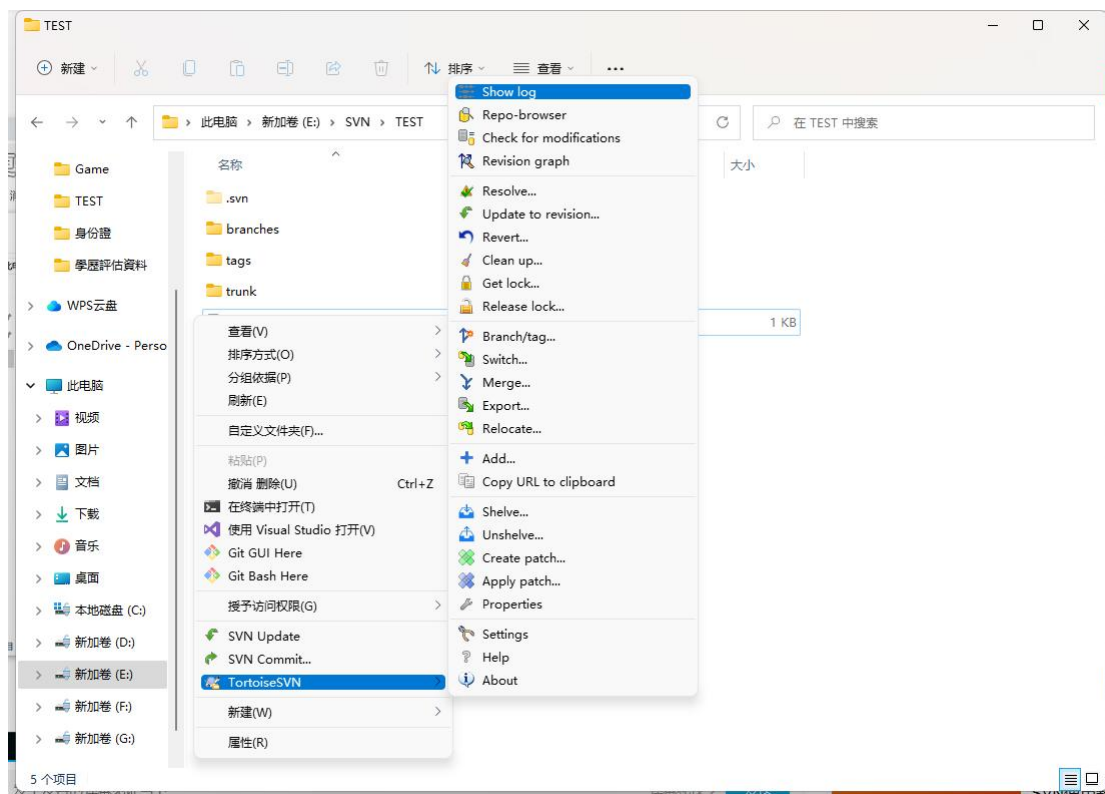 TEST
新建
排序
查看
此电脑 > 新加卷 (E:) > SVN > TEST
在 TEST 中搜索
Game
TEST
身份證
學歷評估資料
WPS云盘
OneDrive - Perso
此电脑
视频
图片
文档
下载
音乐
桌面
本地磁盘 (C:)
新加卷 (D:)
新加卷 (E:)
新加卷 (F:)
新加卷 (G:)
名称
大小
.svn
branches
tags
trunk
1 KB
查看(V)
排序方式(O)
分组依据(P)
刷新(E)
自定义文件夹(F)...
粘贴(P)
撤消 删除(U) Ctrl+Z
在终端中打开(T)
使用 Visual Studio 打开(V)
Git GUI Here
Git Bash Here
授予访问权限(G)
SVN Update
SVN Commit...
TortoiseSVN
新建(W)
属性(R)
Show log
Repo-browser
Check for modifications
Revision graph
Resolve...
Update to revision...
Revert...
Clean up...
Get lock...
Release lock...
Branch/tag...
Switch...
Merge...
Export...
Relocate...
Add...
Copy URL to clipboard
Shelve...
Unshelve...
Create patch...
Apply patch...
Properties
Settings
Help
About
5 个项目